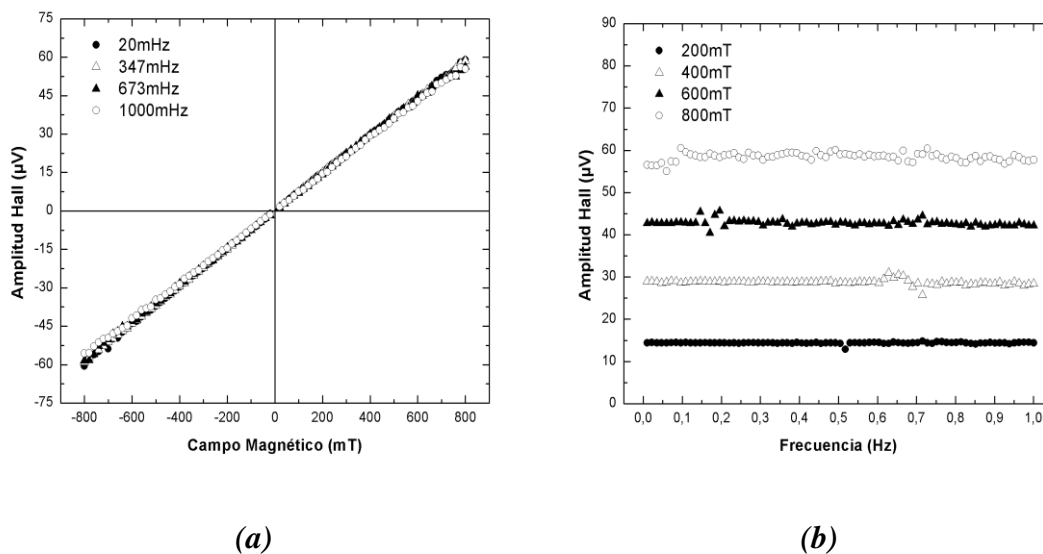 75
60
45
30
15
0
-15
-30
-45
-60
-75
Amplitud Hall (µV)
20mHz
347mHz
673mHz
1000mHz
-800 -600 -400 -200 0 200 400 600 800
Campo Magnético (mT)
(a)
90
80
70
60
50
40
30
20
10
0
Amplitud Hall (µV)
200mT
400mT
600mT
800mT
0,0 0,1 0,2 0,3 0,4 0,5 0,6 0,7 0,8 0,9 1,0
Frecuencia (Hz)
(b)